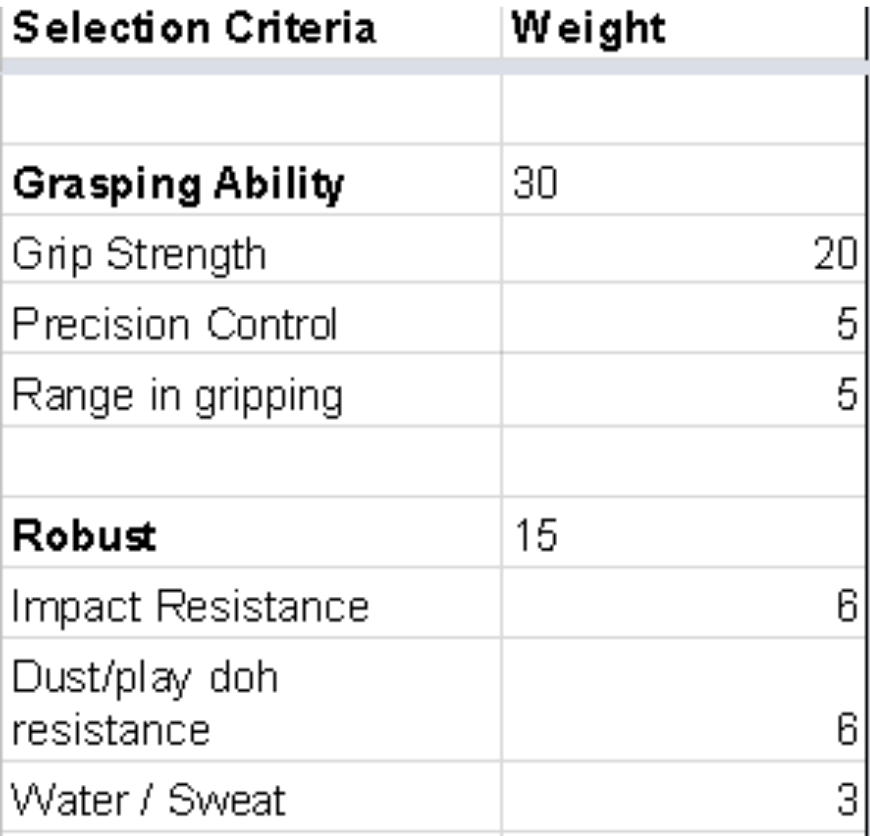 Selection Criteria Weight
Grasping Ability 30
Grip Strength 20
Precision Control 5
Range in gripping 5
Robust 15
Impact Resistance 6
Dust/play doh
resistance 6
Water / Sweat 3